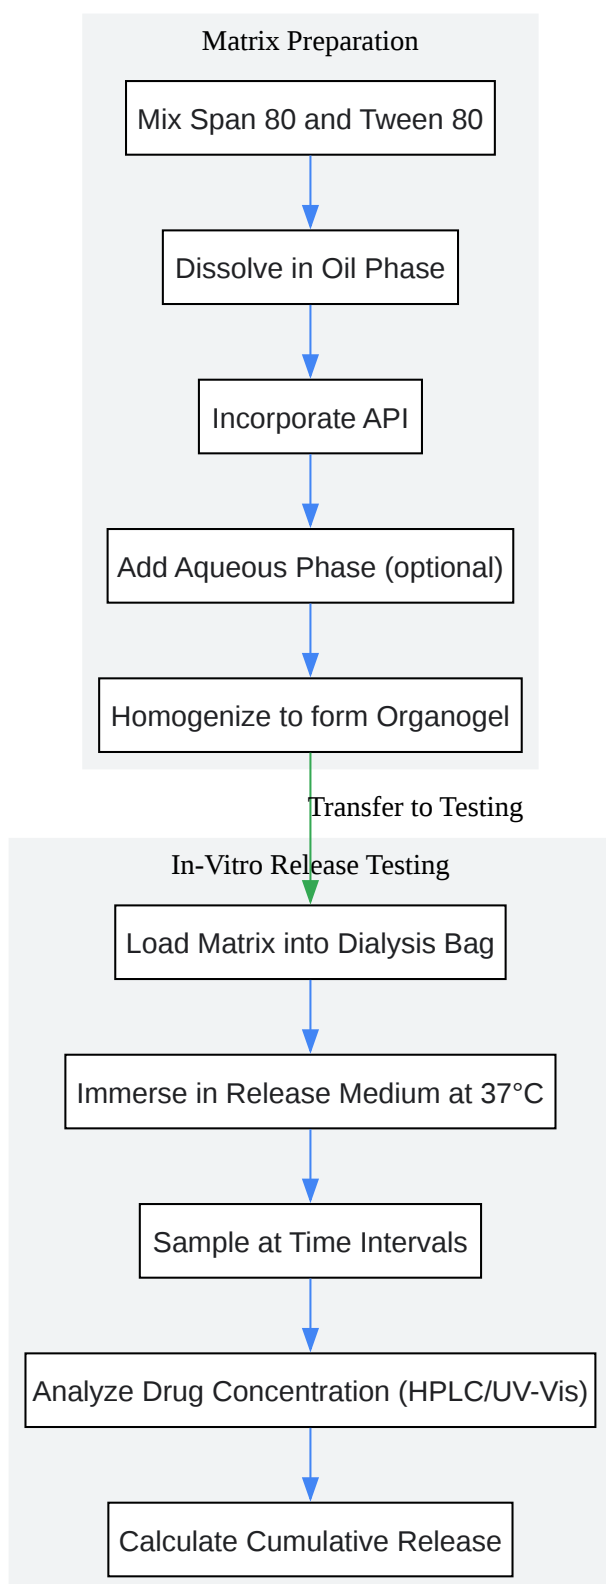 Matrix Preparation
Mix Span 80 and Tween 80
Dissolve in Oil Phase
Incorporate API
Add Aqueous Phase (optional)
Homogenize to form Organogel
Transfer to Testing
In-Vitro Release Testing
Load Matrix into Dialysis Bag
Immerse in Release Medium at 37°C
Sample at Time Intervals
Analyze Drug Concentration (HPLC/UV-Vis)
Calculate Cumulative Release